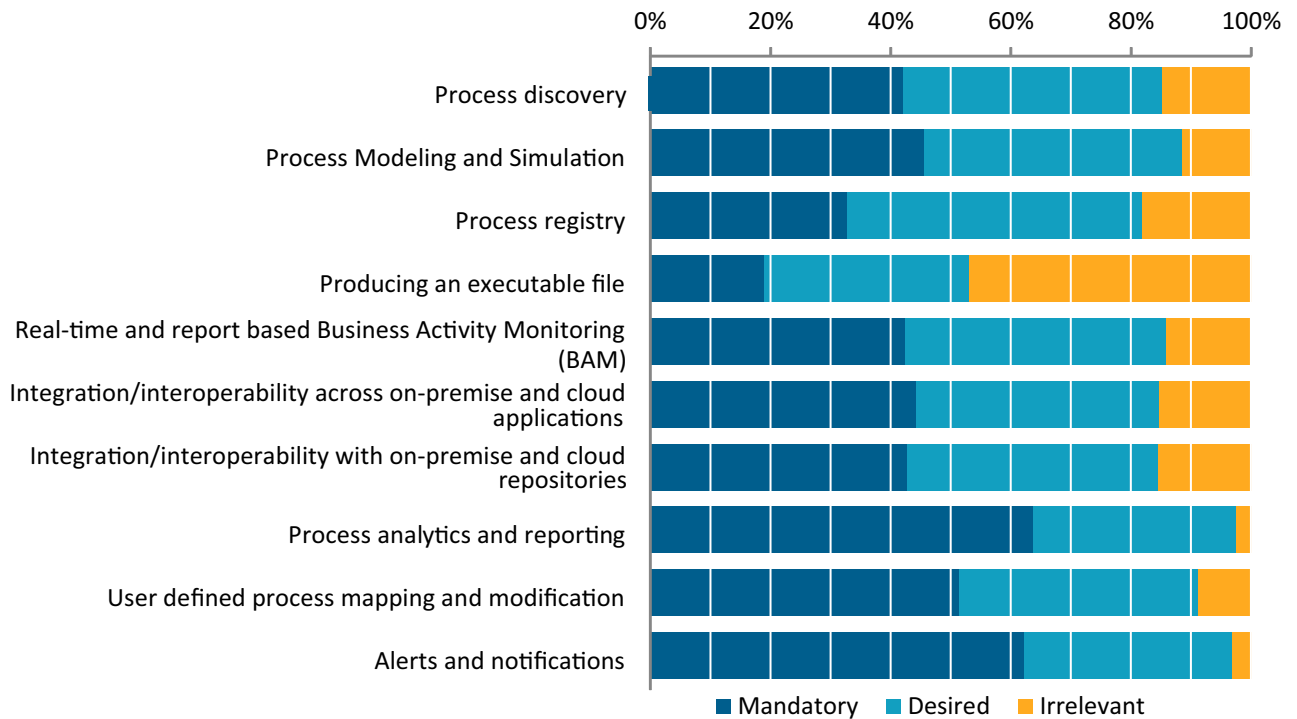 0% 20% 40% 60% 80% 100%
Process discovery
Process Modeling and Simulation
Process registry
Producing an executable file
Real-time and report based Business Activity Monitoring
(BAM)
Integration/interoperability across on-premise and cloud
applications
Integration/interoperability with on-premise and cloud
repositories
Process analytics and reporting
User defined process mapping and modification
Alerts and notifications
Mandatory Desired Irrelevant